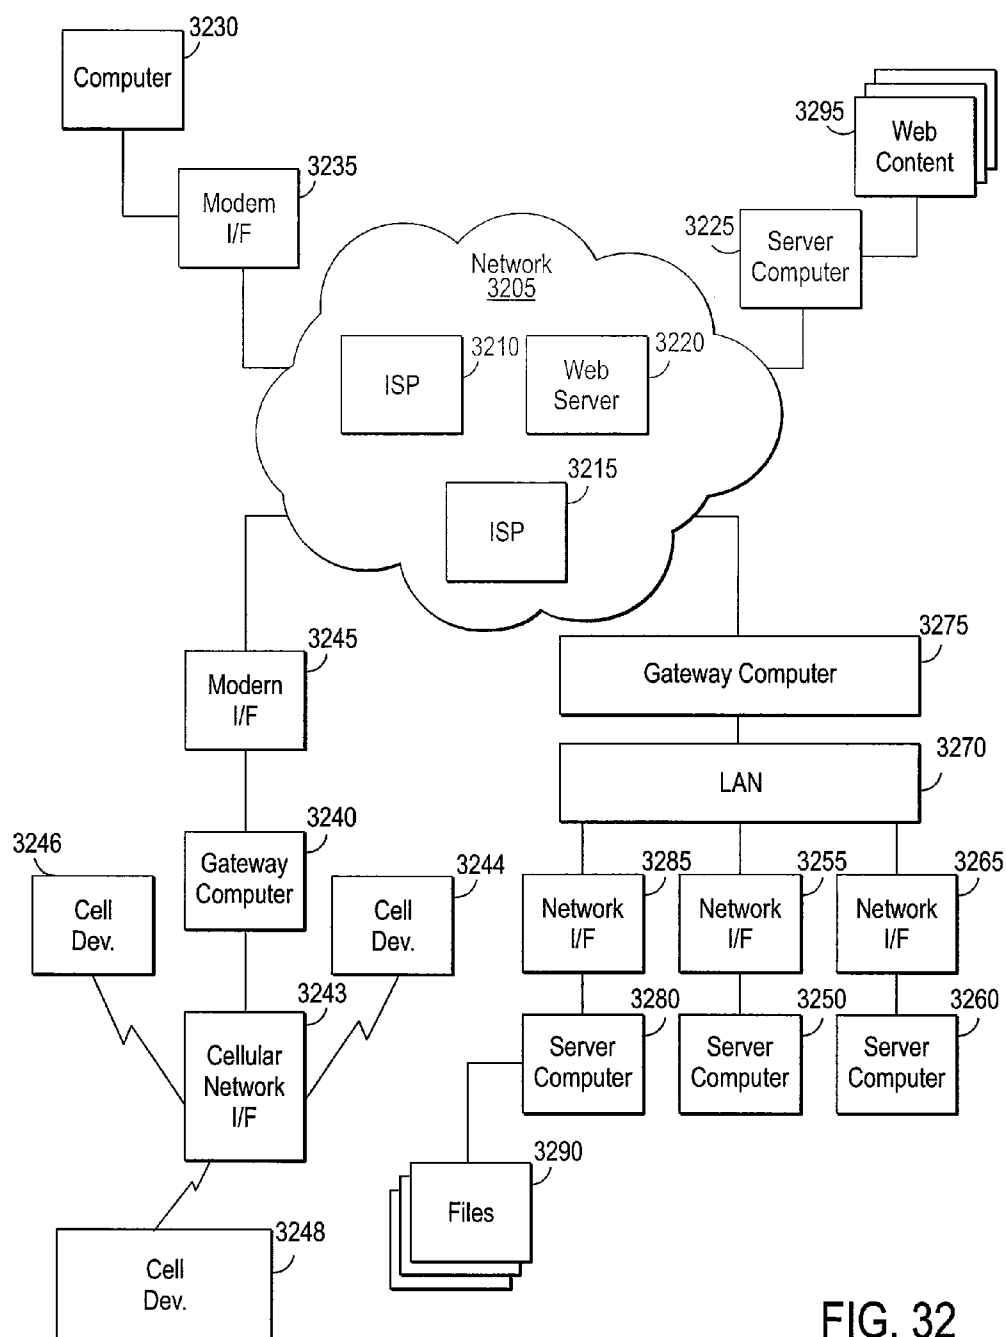 3230
Computer
3235
Modem
I/F
3295
Web
Content
3225
Server
Computer
Network
3205
3210
ISP
3220
Web
Server
3215
ISP
3245
Modern
I/F
3275
Gateway Computer
3270
LAN
3240
Gateway
Computer
3246
Cell
Dev.
3244
Cell
Dev.
3285
Network
I/F
3255
Network
I/F
3265
Network
I/F
3243
Cellular
Network
I/F
3280
Server
Computer
3250
Server
Computer
3260
Server
Computer
3290
Files
3248
Cell
Dev.
FIG. 32